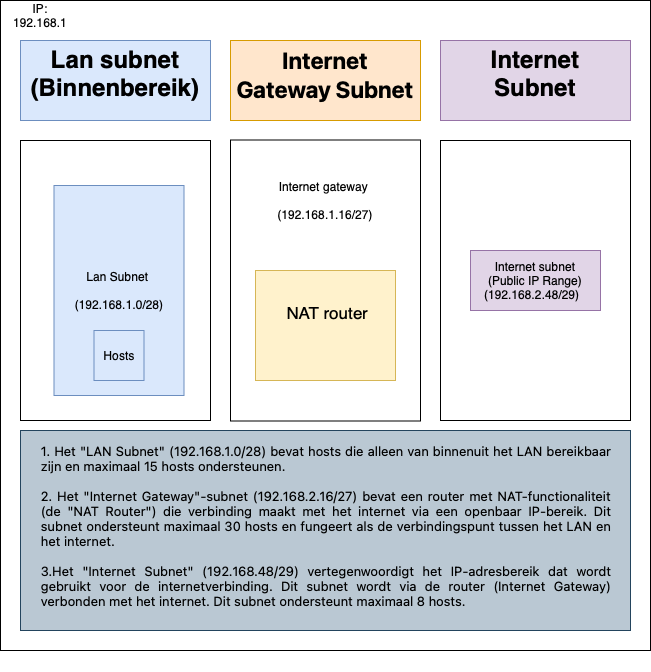 IP:
192.168.1
Lan subnet
(Binnenbereik)
Internet
Gateway Subnet
Internet
Subnet
Lan Subnet
(192.168.1.0/28)
Hosts
Internet gateway
(192.168.1.16/27)
NAT router
Internet subnet
(Public IP Range)
(192.168.2.48/29)
1. Het "LAN Subnet" (192.168.1.0/28) bevat hosts die alleen van binnenuit het LAN bereikbaar
zijn en maximaal 15 hosts ondersteunen.
2. Het "Internet Gateway"-subnet (192.168.2.16/27) bevat een router met NAT-functionaliteit
(de "NAT Router") die verbinding maakt met het internet via een openbaar IP-bereik. Dit
subnet ondersteunt maximaal 30 hosts en fungeert als de verbindingspunt tussen het LAN en
het internet.
3.Het "Internet Subnet" (192.168.48/29) vertegenwoordigt het IP-adresbereik dat wordt
gebruikt voor de internetverbinding. Dit subnet wordt via de router (Internet Gateway)
verbonden met het internet. Dit subnet ondersteunt maximaal 8 hosts.